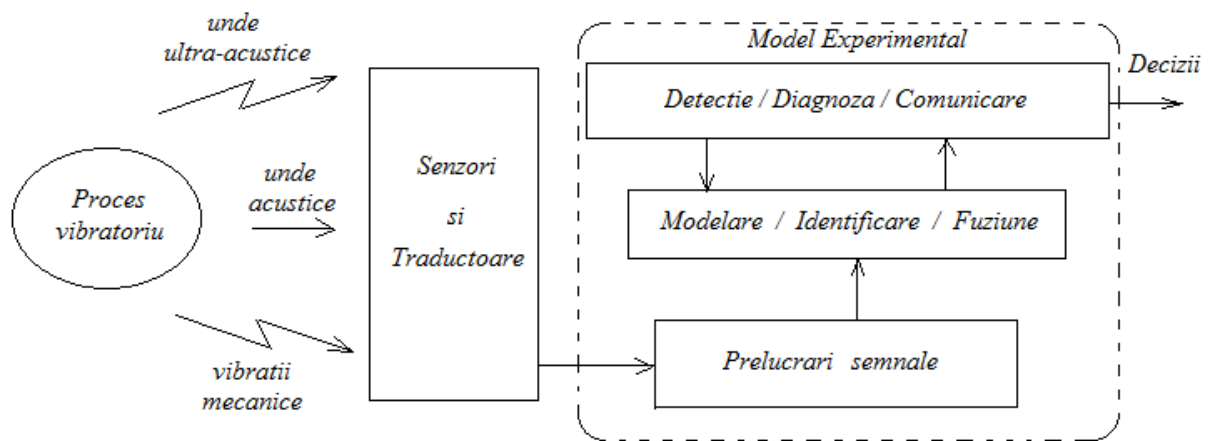 unde
ultra-acustice
Proces
vibratoriu
unde
acustice
vibratii
mecanice
Senzori
si
Traductoare
Model Experimental
Detectie / Diagnoza / Comunicare
Decizii
Modelare / Identificare / Fuziune
Prelucrari semnale